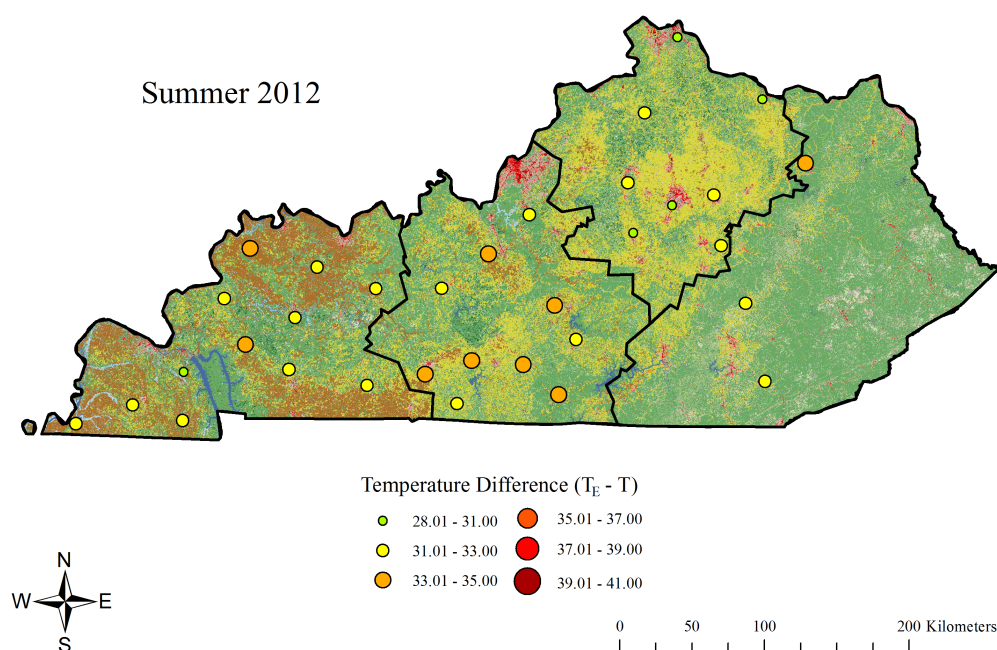 Summer 2012
Temperature Difference (TE - T)
28.01 - 31.00
31.01 - 33.00
33.01 - 35.00
35.01 - 37.00
37.01 - 39.00
39.01 - 41.00
N
W E
S
0 50 100 200 Kilometers